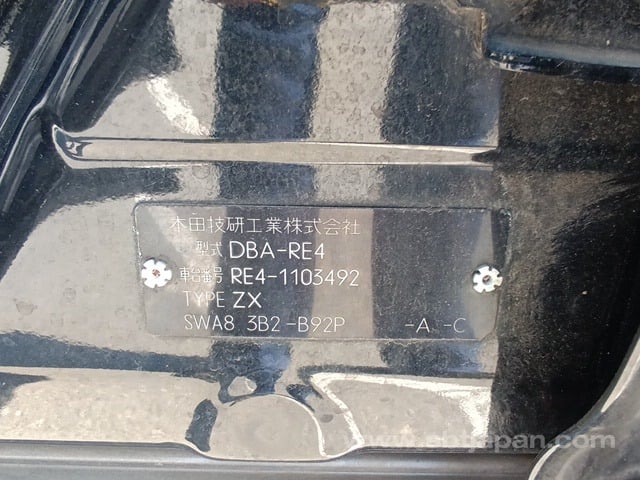 本田技研工業株式会社
型式 DBA-RE4
車台番号 RE4-1103492
TYPE ZX
SWA8 3B2-B92P -A -C